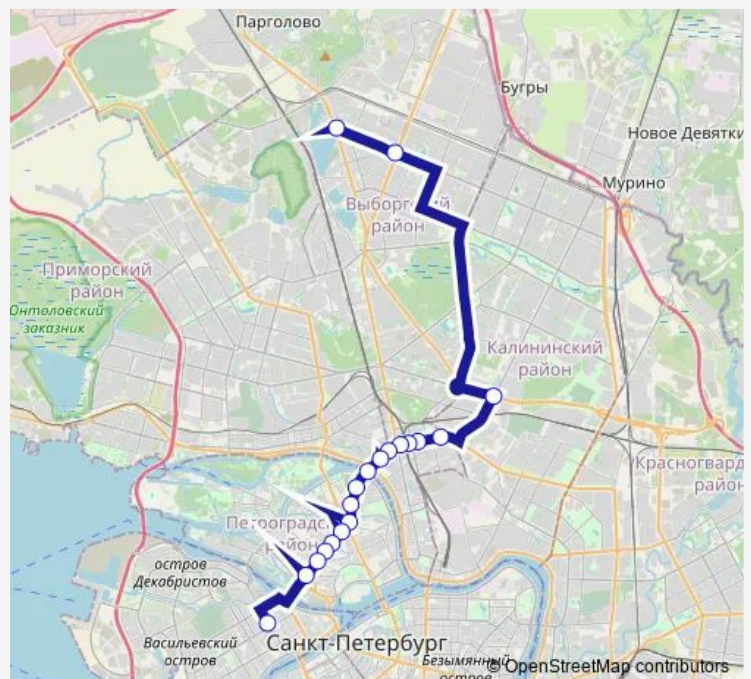 Парголово
Бугры
Новое Девятки
Мурино
Выборгский
район
Приморский
район
Юнтоловский
заказник
Калининский
район
Красногвард
район
Петроградс
район
остров
Декабристов
Васильевский
остров
Санкт-Петербург
Безымянный
остров
© OpenStreetMap contributors